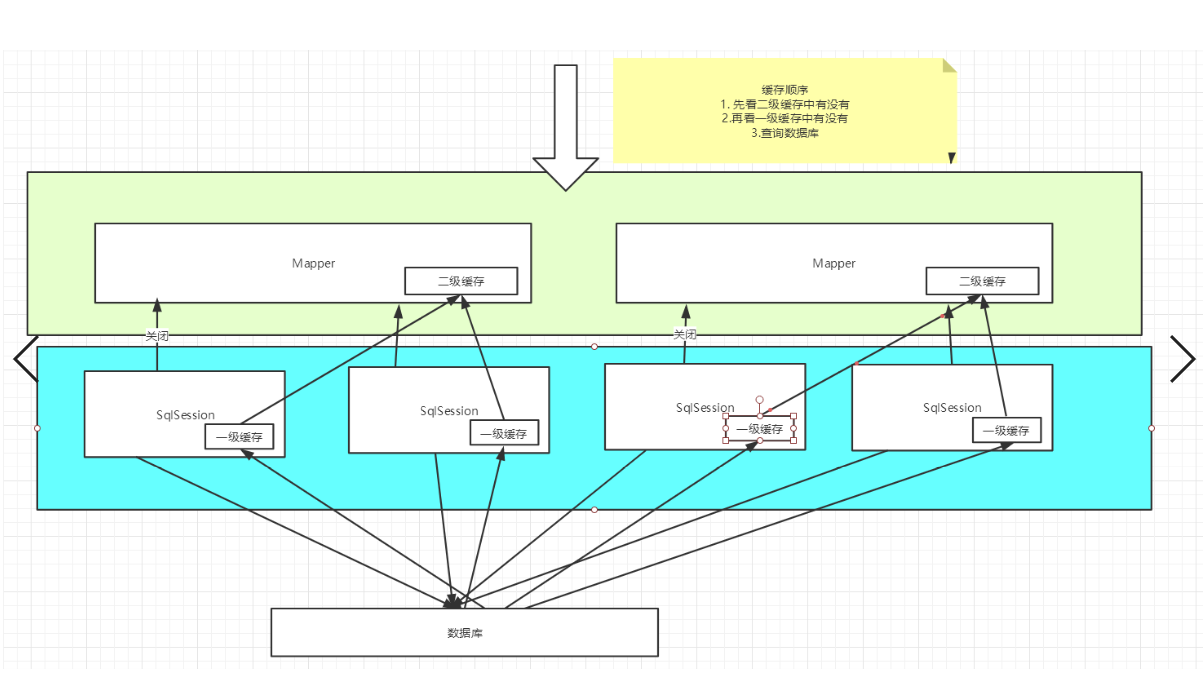 缓存顺序
1. 先看二级缓存中有没有
2.再看一级缓存中有没有
3.查询数据库
Mapper
二级缓存
Mapper
二级缓存
关闭
关闭
SqlSession
一级缓存
SqlSession
一级缓存
SqlSession
一级缓存
SqlSession
一级缓存
数据库